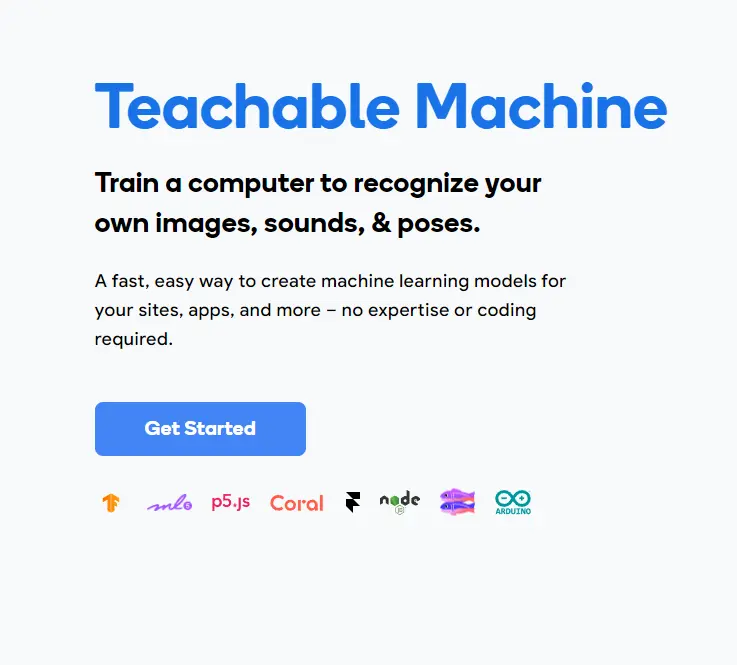 Teachable Machine
Train a computer to recognize your
own images, sounds, & poses.
A fast, easy way to create machine learning models for
your sites, apps, and more – no expertise or coding
required.
Get Started
ml5 p5.js Coral node JS ARDUINO